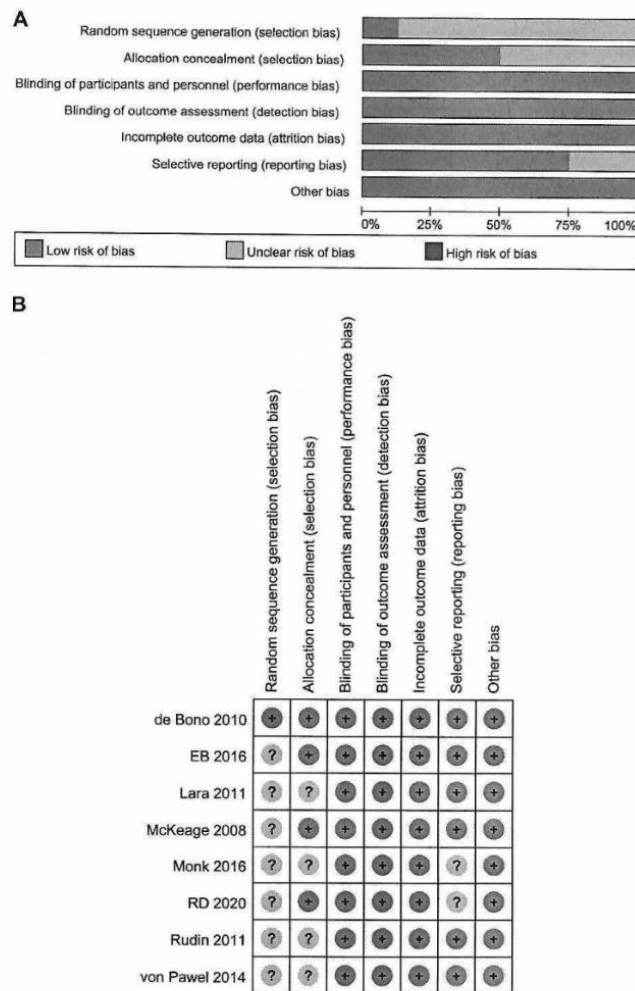 A
Random sequence generation (selection bias)
Allocation concealment (selection bias)
Blinding of participants and personnel (performance bias)
Blinding of outcome assessment (detection bias)
Incomplete outcome data (attrition bias)
Selective reporting (reporting bias)
Other bias
0% 25% 50% 75% 100%
Low risk of bias Unclear risk of bias High risk of bias
B
Random sequence generation (selection bias)
Allocation concealment (selection bias)
Blinding of participants and personnel (performance bias)
Blinding of outcome assessment (detection bias)
Incomplete outcome data (attrition bias)
Selective reporting (reporting bias)
Other bias
de Bono 2010 + + + + + + +
EB 2016 ? + + + + + +
Lara 2011 ? ? + + + + +
McKeage 2008 ? + + + + + +
Monk 2016 ? ? + + + ? +
RD 2020 ? + + + + ? +
Rudin 2011 ? ? + + + + +
von Pawel 2014 ? ? + + + + +